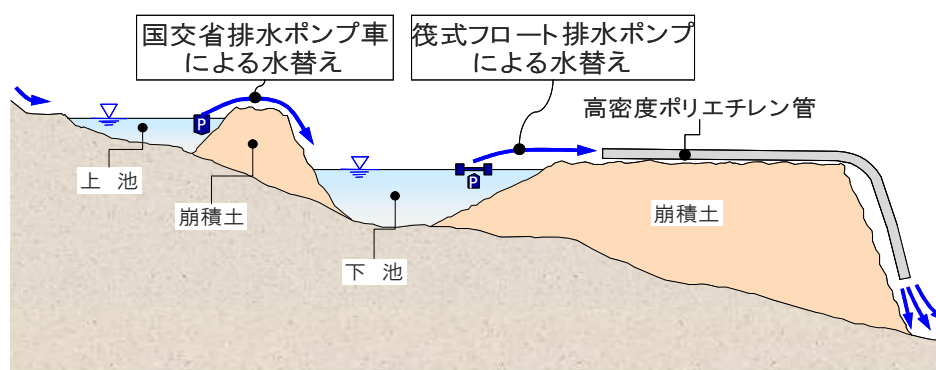 国交省排水ポンプ車
による水替え
筏式フロート排水ポンプ
による水替え
高密度ポリエチレン管
P
上 池
崩積土
P
崩積土
下 池